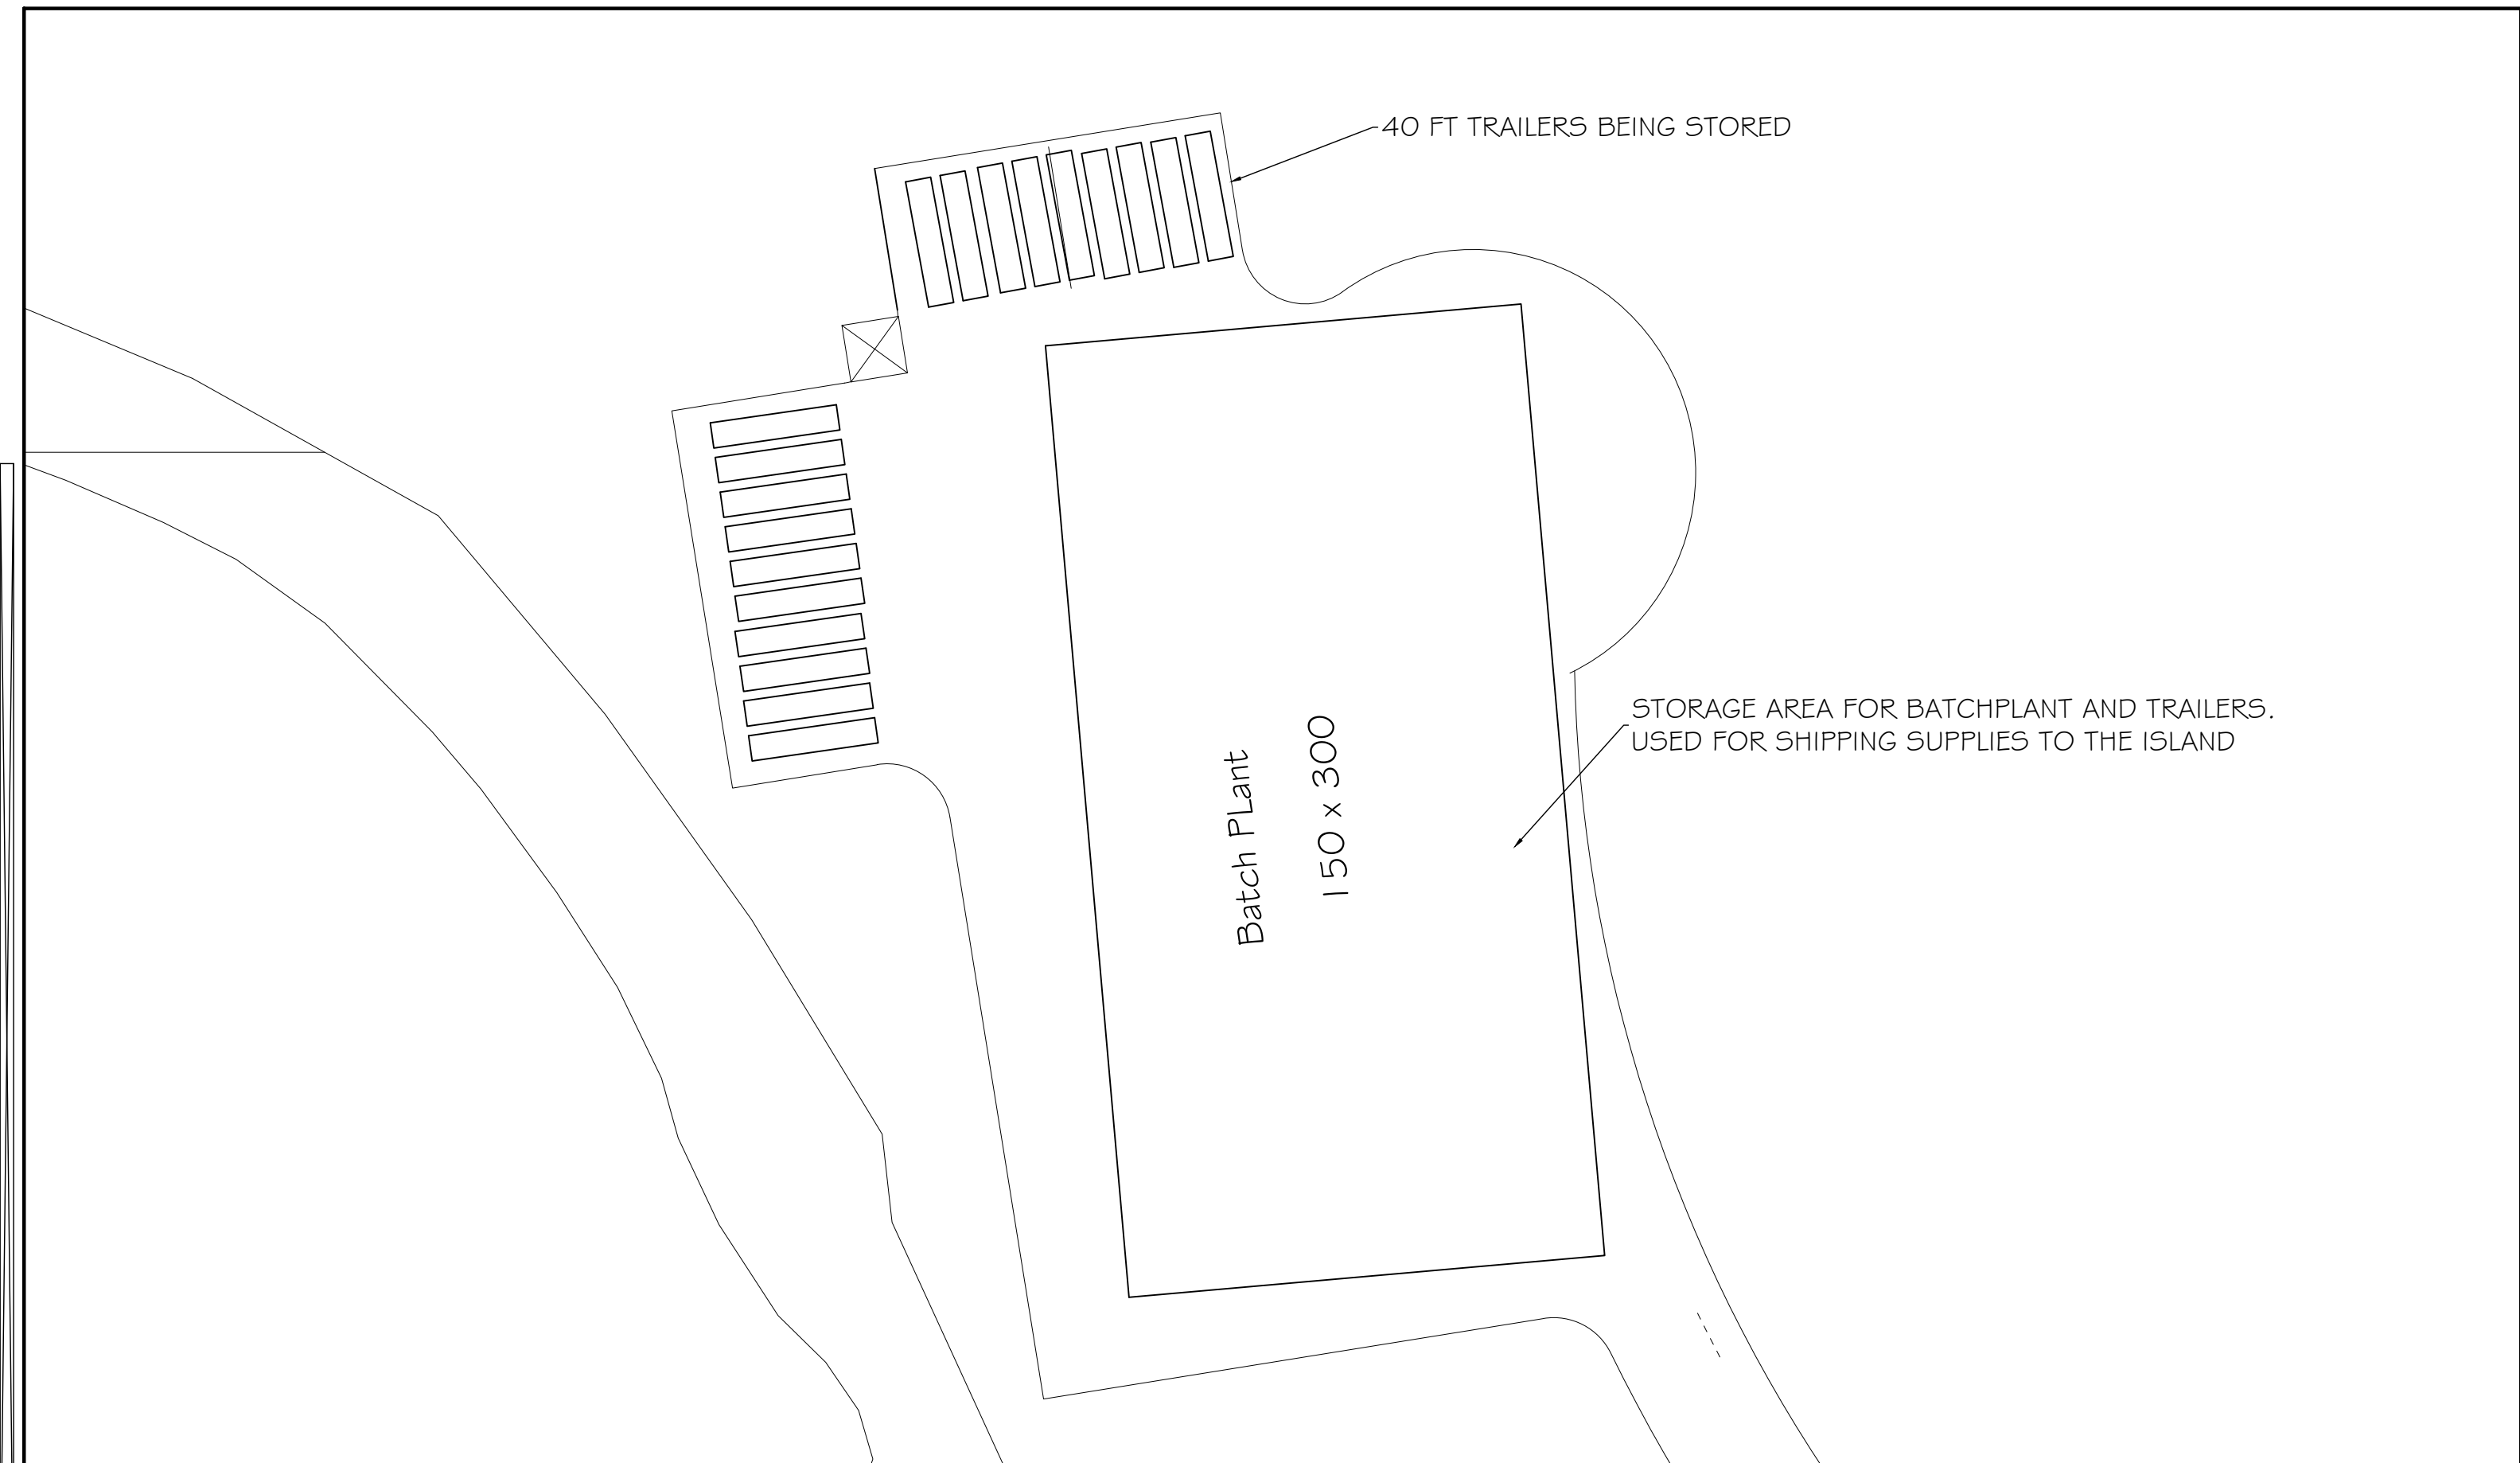 40 FT TRAILERS BEING STORED
STORAGE AREA FOR BATCHPLANT AND TRAILERS.
USED FOR SHIPPING SUPPLIES TO THE ISLAND
Batch PLant
150 x 300